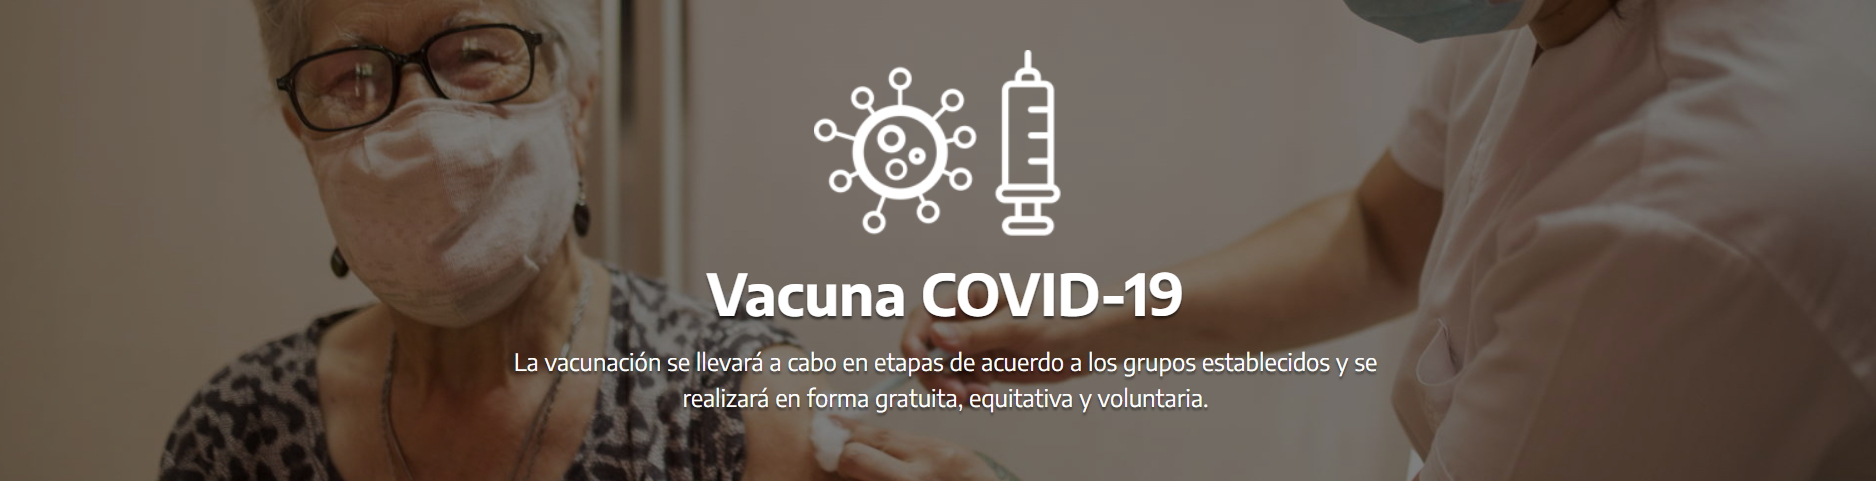 Vacuna COVID-19
La vacunación se llevará a cabo en etapas de acuerdo a los grupos establecidos y se
realizará en forma gratuita, equitativa y voluntaria.